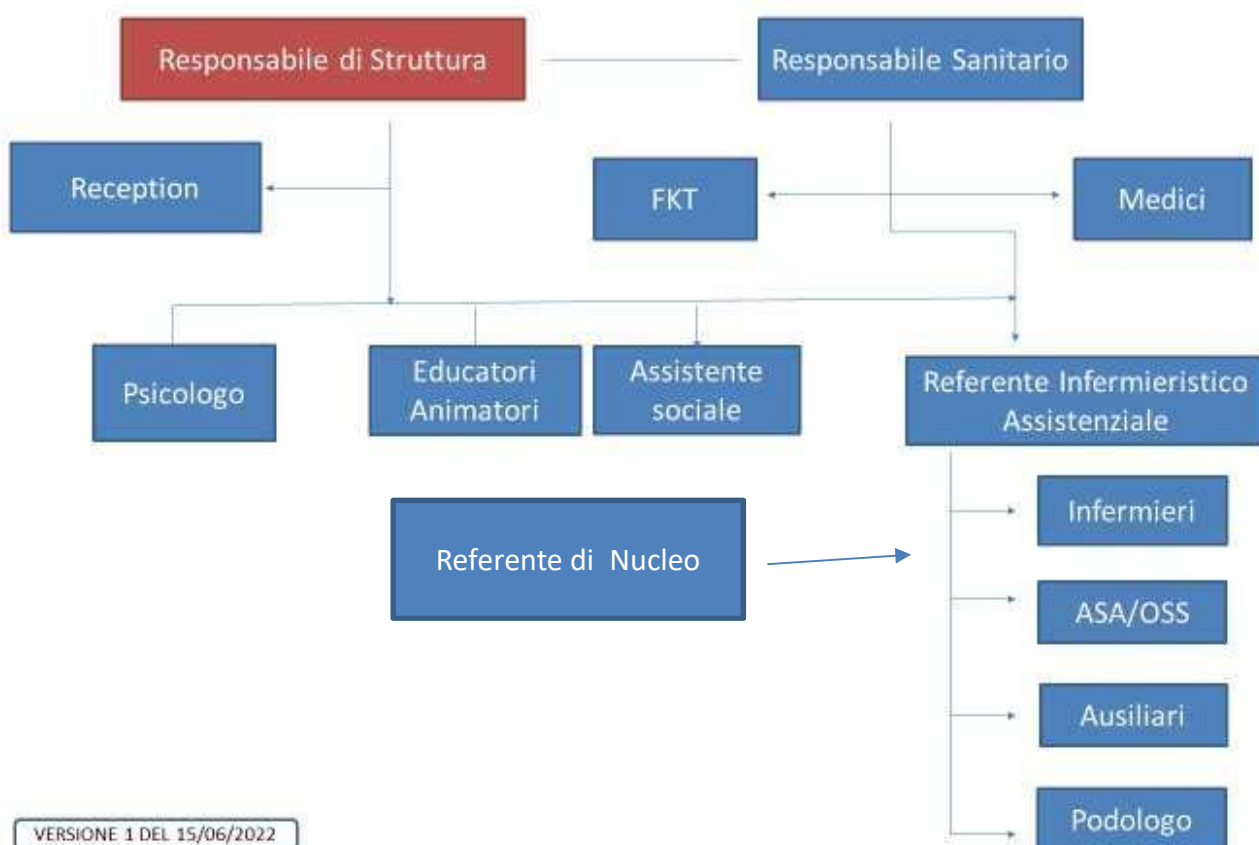 Responsabile di Struttura
Responsabile Sanitario
Reception
FKT
Medici
Psicologo
Educatori
Animatori
Assistente
sociale
Referente Infermieristico
Assistenziale
Referente di Nucleo
Infermieri
ASA/OSS
Ausiliari
Podologo
VERSIONE 1 DEL 15/06/2022